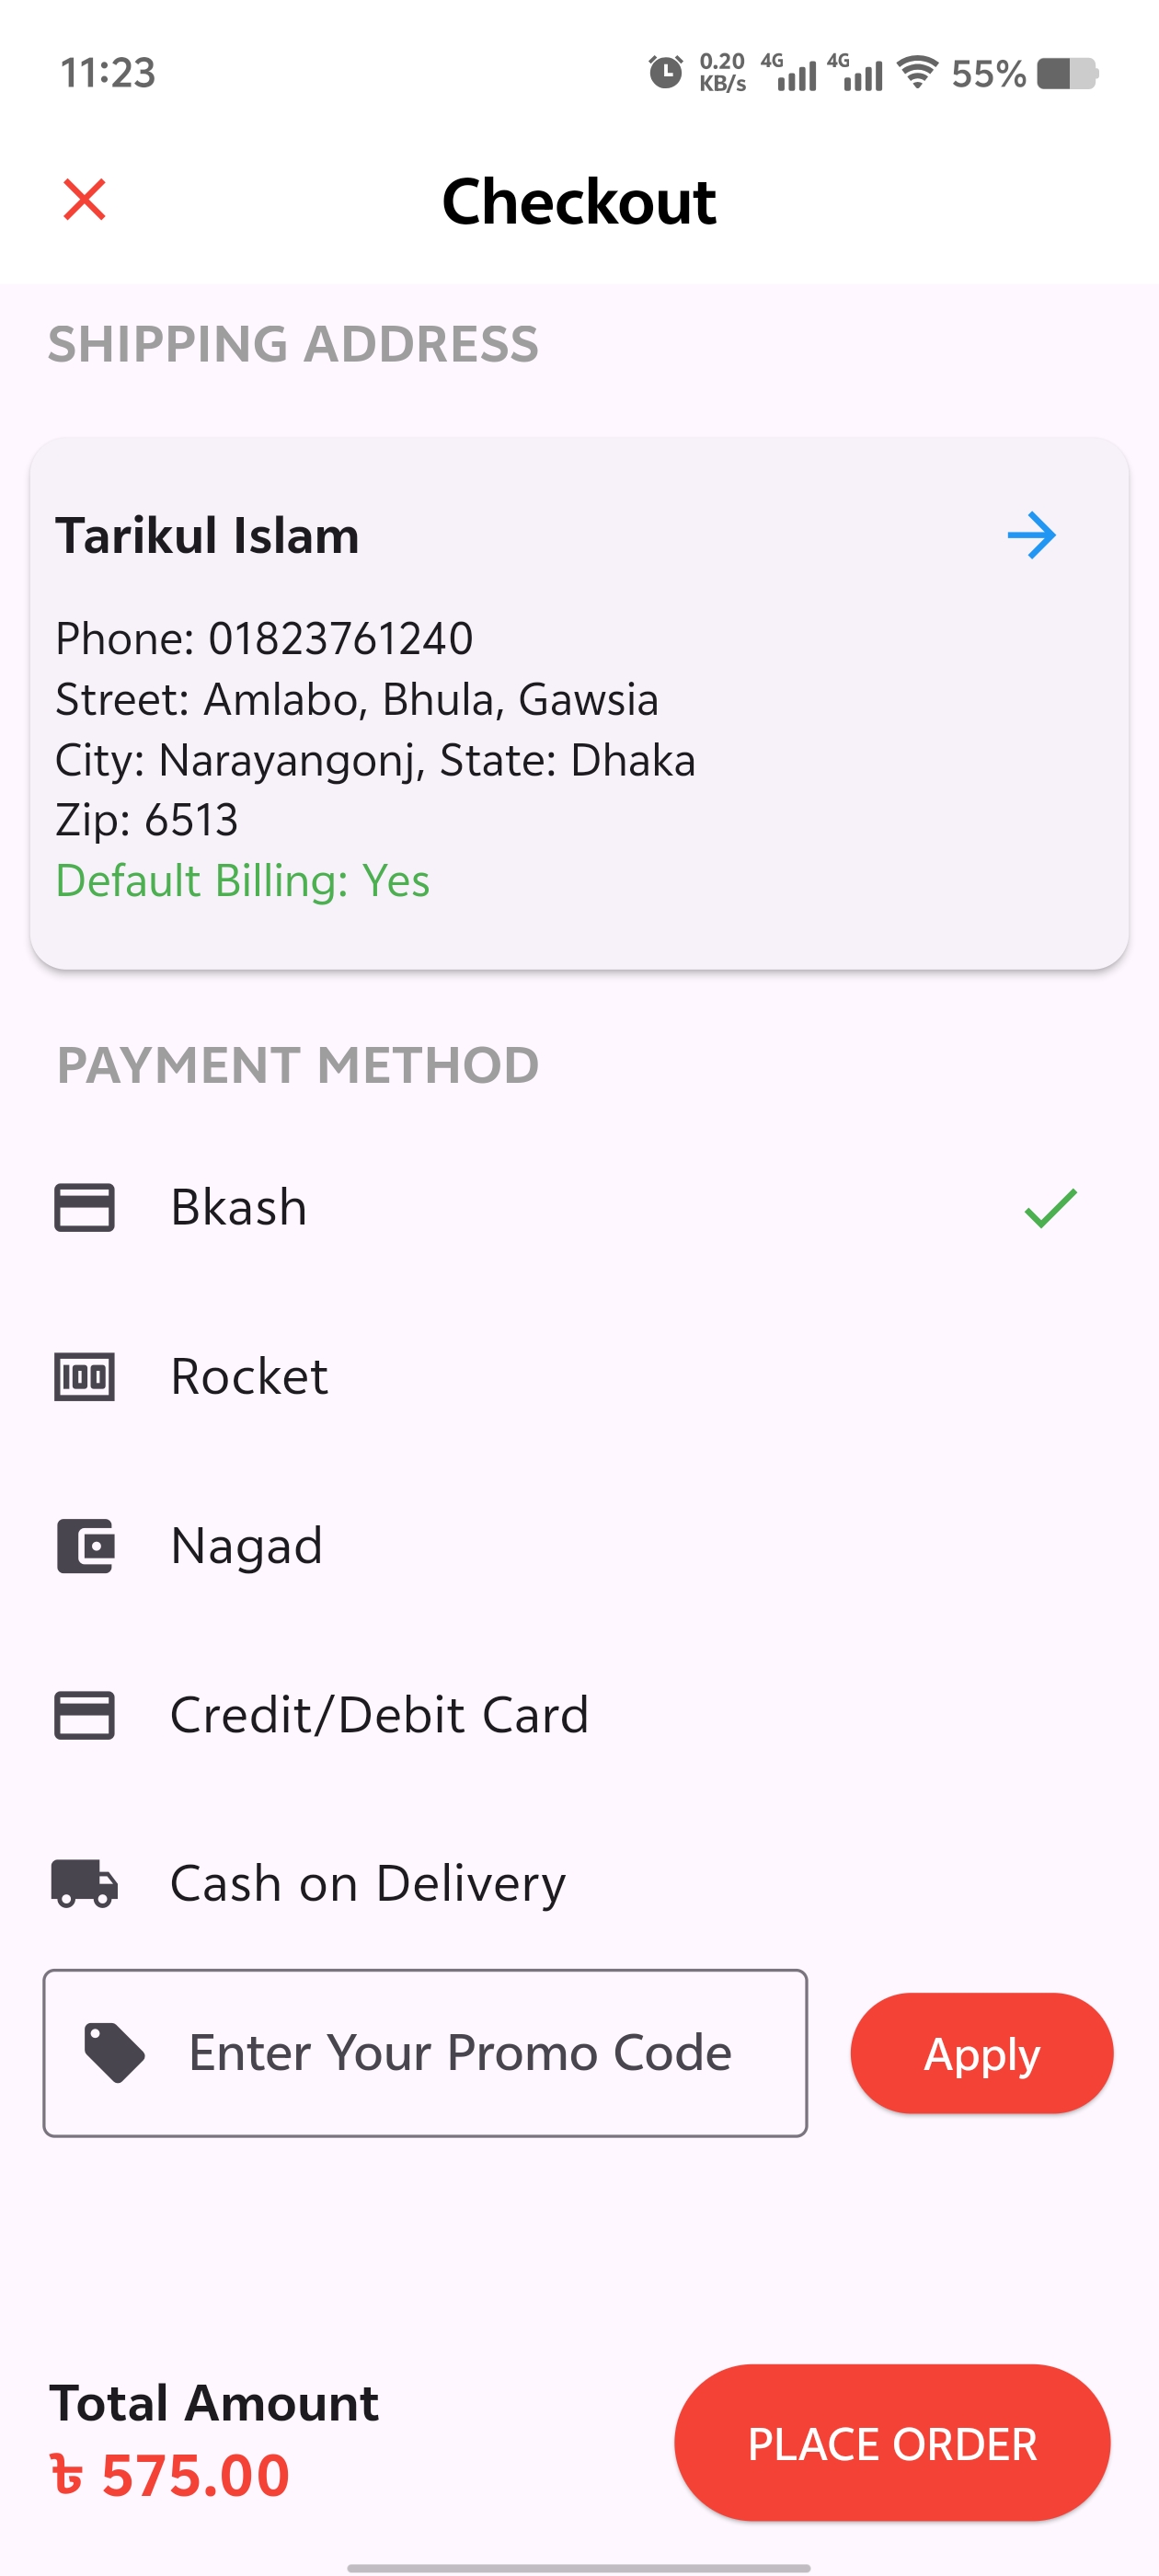 11:23
0.20
KB/s
4G
4G
55%
Checkout
SHIPPING ADDRESS
Tarikul Islam
Phone: 01823761240
Street: Amlabo, Bhula, Gawsia
City: Narayangonj, State: Dhaka
Zip: 6513
Default Billing: Yes
PAYMENT METHOD
Bkash
100
Rocket
Nagad
Credit/Debit Card
Cash on Delivery
Enter Your Promo Code
Apply
Total Amount
৳ 575.00
PLACE ORDER